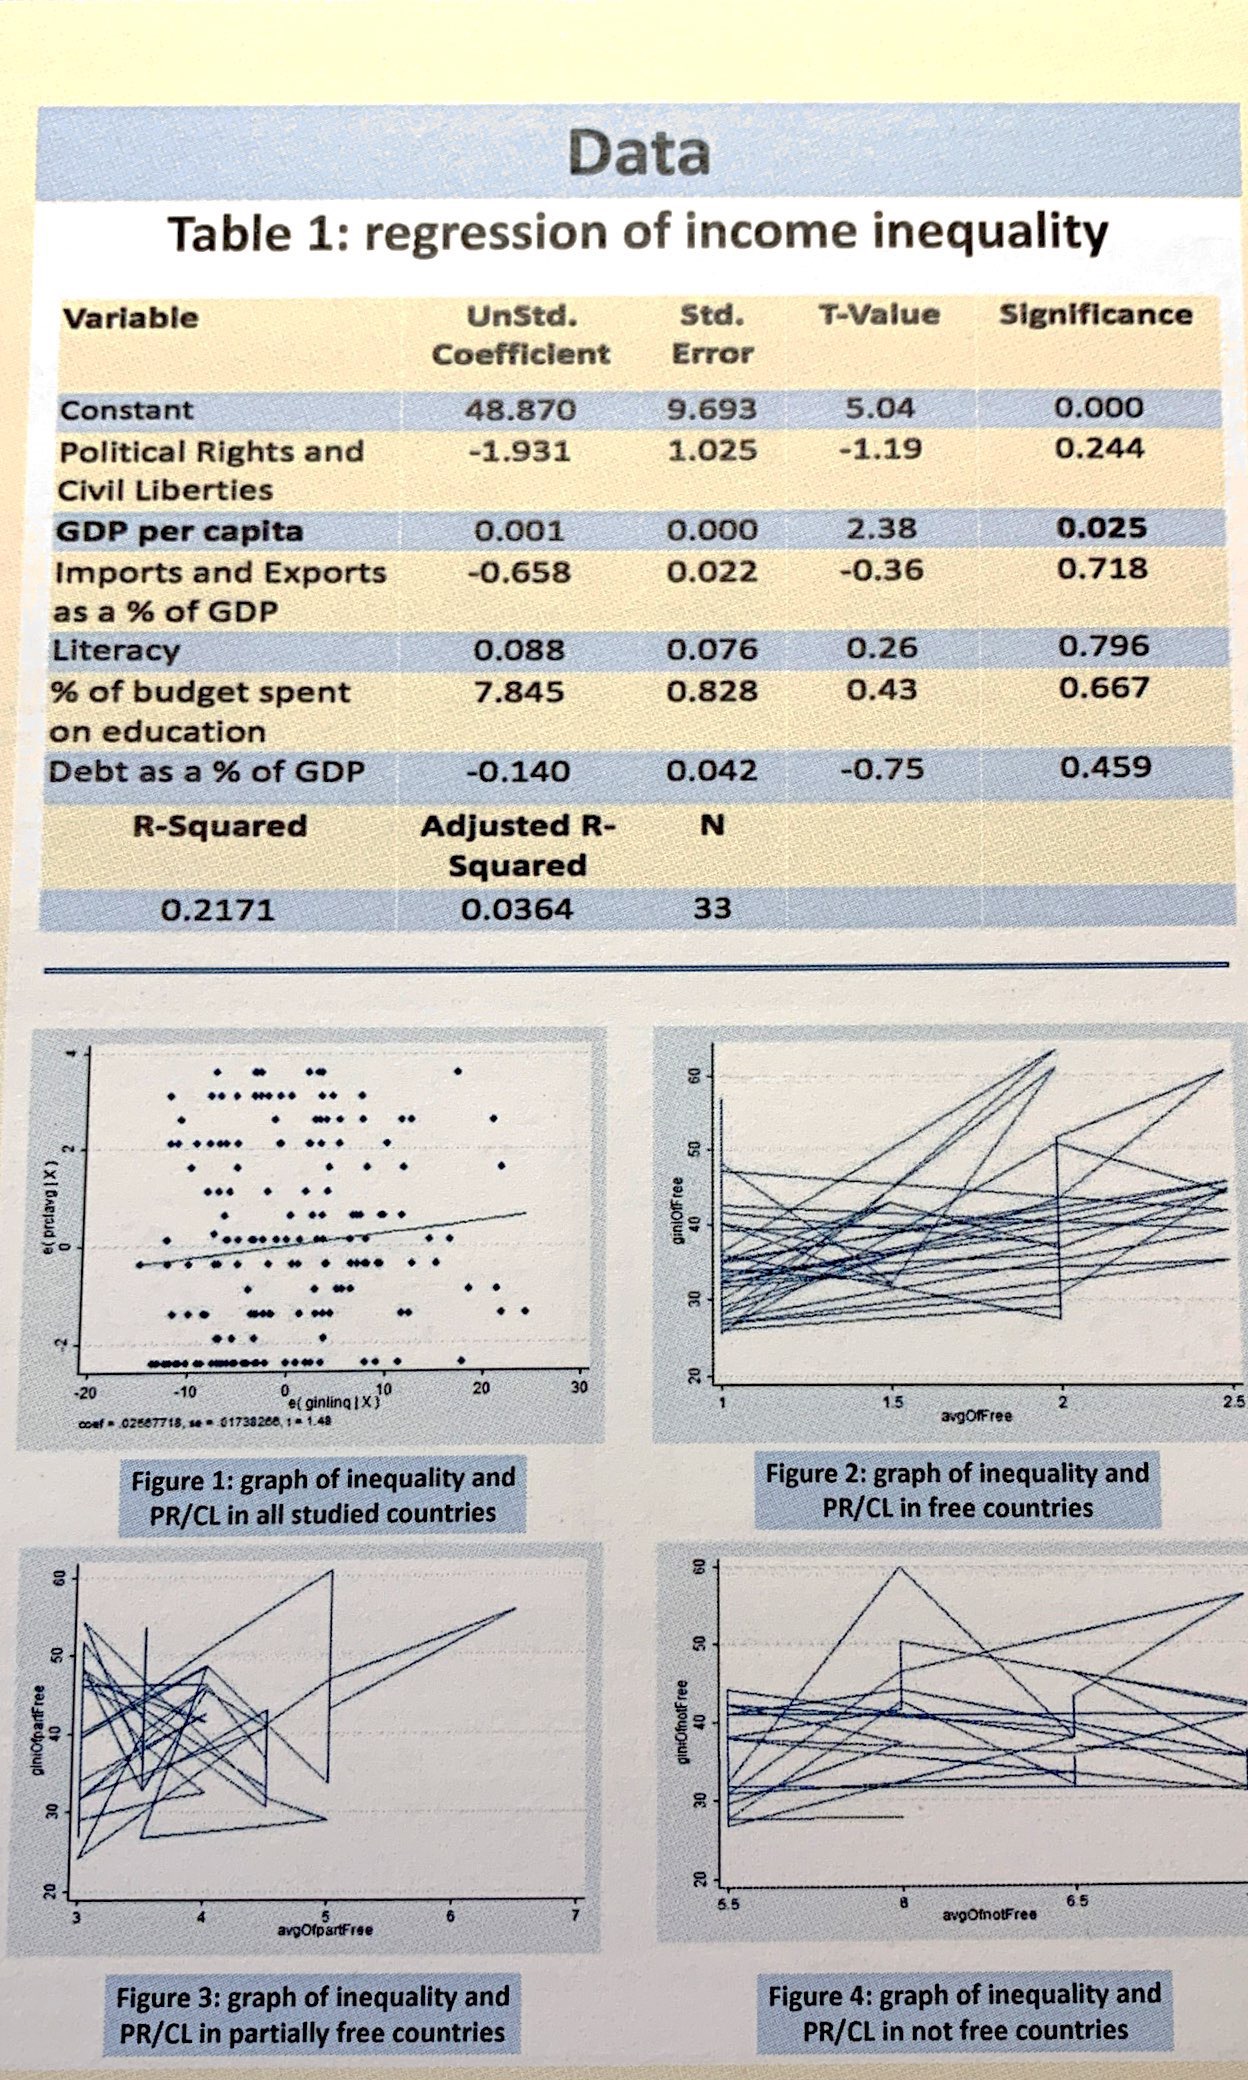 Data
Table 1: regression of income inequality
Variable UnStd. Coefficient Std. Error T-Value Significance
Constant 48.870 9.693 5.04 0.000
Political Rights and Civil Liberties -1.931 1.025 -1.19 0.244
GDP per capita 0.001 0.000 2.38 0.025
Imports and Exports as a % of GDP -0.658 0.022 -0.36 0.718
Literacy 0.088 0.076 0.26 0.796
% of budget spent on education 7.845 0.828 0.43 0.667
Debt as a % of GDP -0.140 0.042 -0.75 0.459
R-Squared Adjusted R-Squared N
0.2171 0.0364 33
e( prclavg | X )
4
2
0
-2
-20 -10 0 10 20 30
e( giniinq | X )
t = 1.48
Figure 1: graph of inequality and
PR/CL in all studied countries
giniOfFree
60
50
40
30
20
1 1.5 2 2.5
avgOfFree
Figure 2: graph of inequality and
PR/CL in free countries
giniOfpartFree
60
50
40
30
20
3 4 5 6 7
avgOfpartFree
Figure 3: graph of inequality and
PR/CL in partially free countries
giniOfnotFree
60
50
40
30
20
5.5 6 6.5
avgOfnotFree
Figure 4: graph of inequality and
PR/CL in not free countries